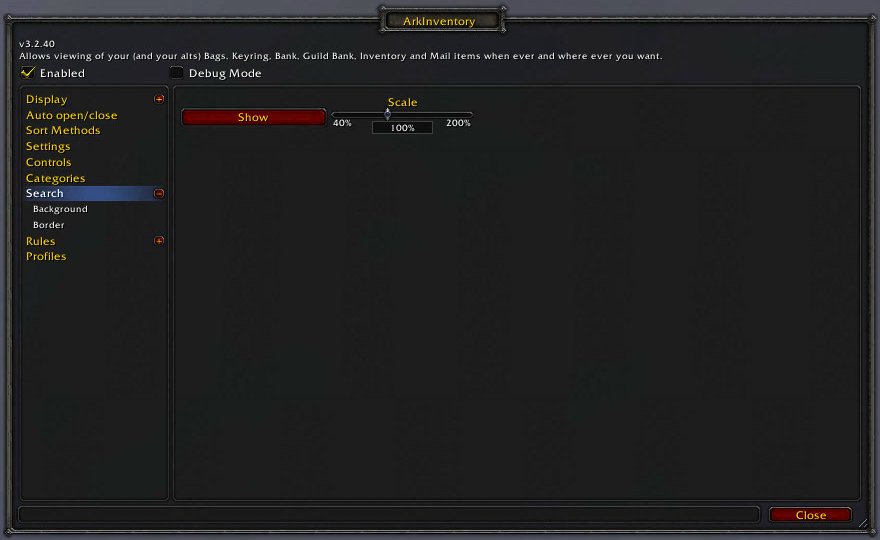 ArkInventory
v3.2.40
Allows viewing of your (and your alts) Bags, Keyring, Bank, Guild Bank, Inventory and Mail items when ever and where ever you want.
Enabled
Debug Mode
Display
Auto open/close
Sort Methods
Settings
Controls
Categories
Search
Background
Border
Rules
Profiles
Scale
Show
40%
100%
200%
Close